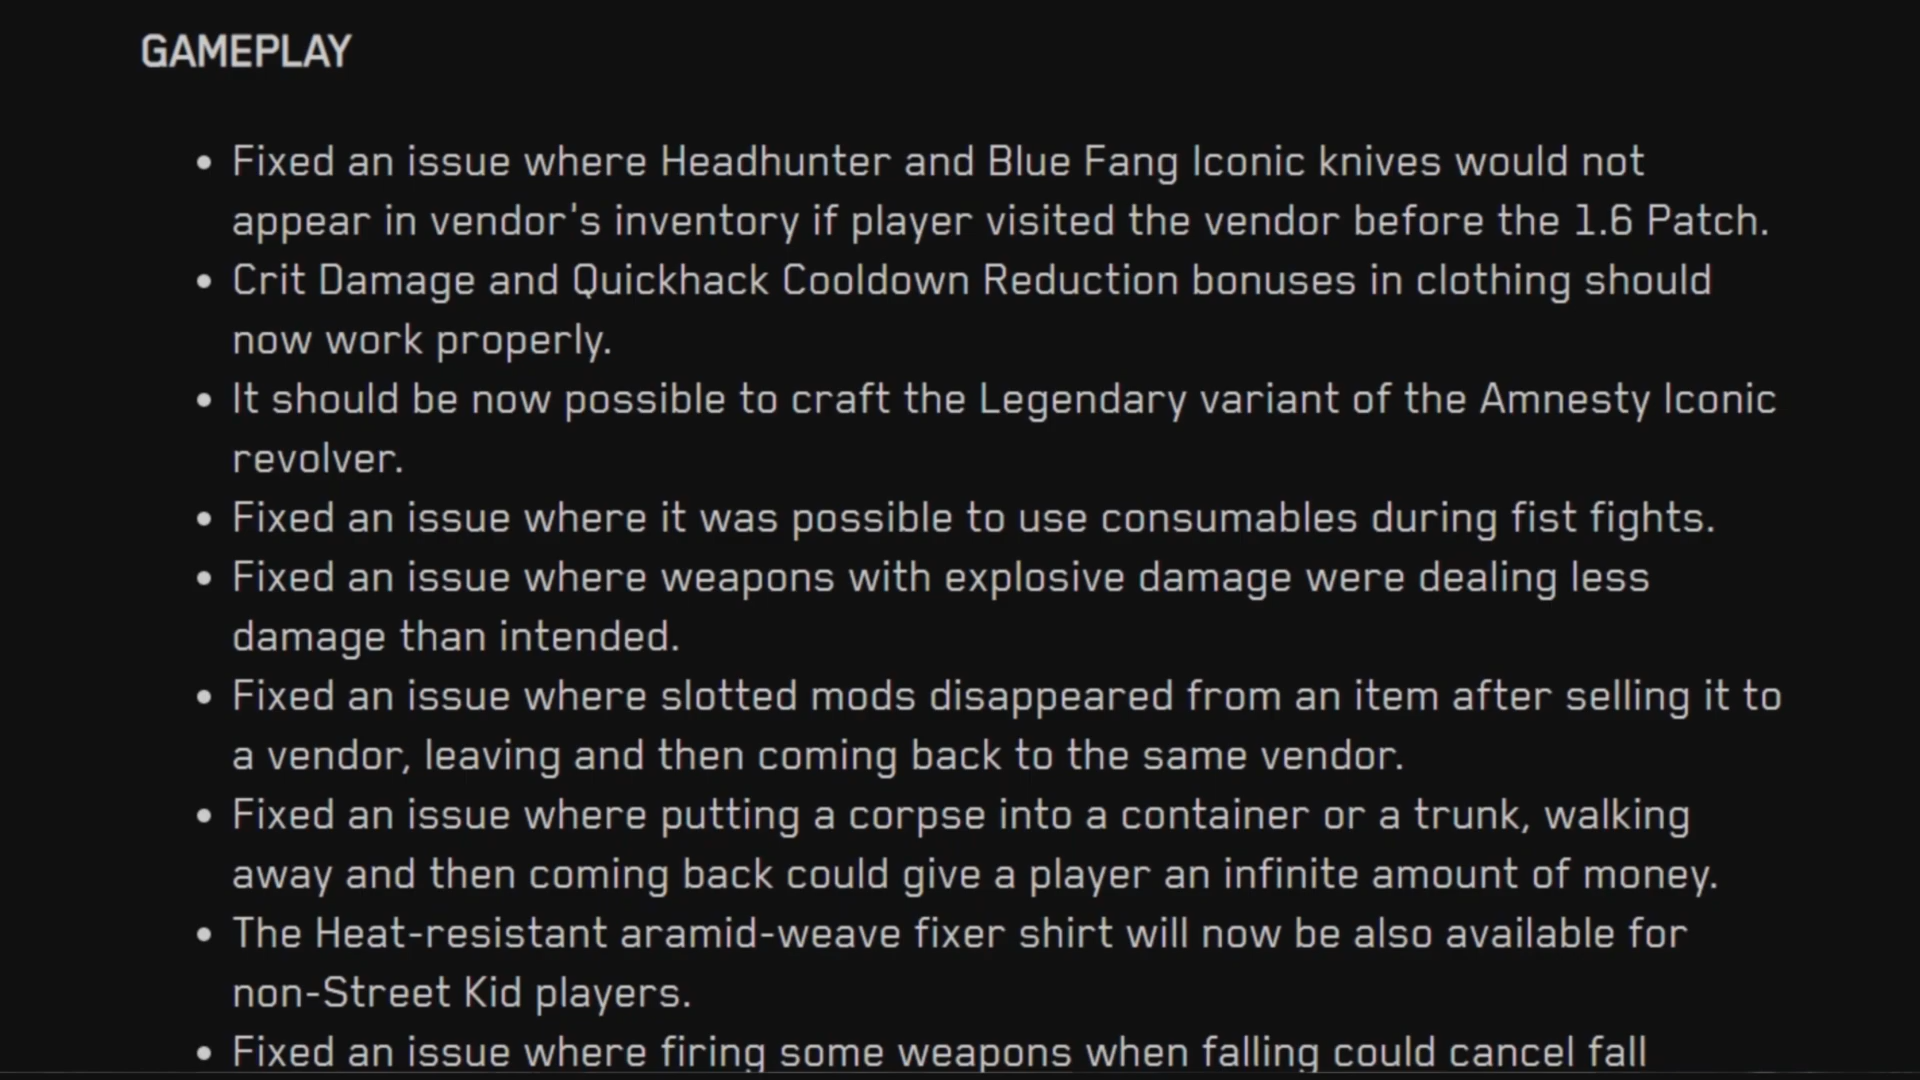 GAMEPLAY
• Fixed an issue where Headhunter and Blue Fang Iconic knives would not
appear in vendor's inventory if player visited the vendor before the 1.6 Patch.
• Crit Damage and Quickhack Cooldown Reduction bonuses in clothing should
now work properly.
• It should be now possible to craft the Legendary variant of the Amnesty Iconic
revolver.
• Fixed an issue where it was possible to use consumables during fist fights.
• Fixed an issue where weapons with explosive damage were dealing less
damage than intended.
• Fixed an issue where slotted mods disappeared from an item after selling it to
a vendor, leaving and then coming back to the same vendor.
• Fixed an issue where putting a corpse into a container or a trunk, walking
away and then coming back could give a player an infinite amount of money.
• The Heat-resistant aramid-weave fixer shirt will now be also available for
non-Street Kid players.
• Fixed an issue where firing some weapons when falling could cancel fall